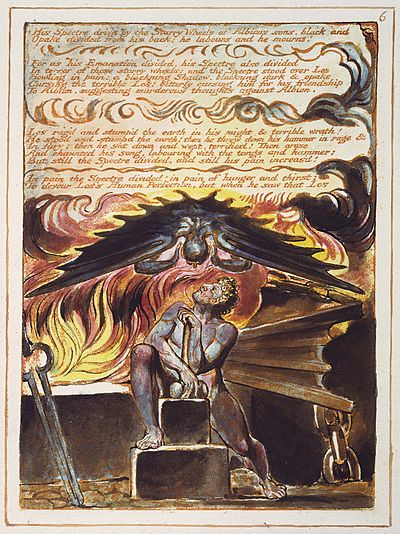 6
His Spectre driv'n by the Starry Wheels of Albions sons, black and
Opake divided from his back; he labours and he mourns!
For as his Emanation divided, his Spectre also divided
In terror of those starry wheels: and the Spectre stood over Los
Howling in pain: a blackning Shadow, blackning dark & opake
Cursing the terrible Los: bitterly cursing him for his friendship
To Albion, suggesting murderous thoughts against Albion.
Los rag'd and stamp'd the earth in his might & terrible wrath!
He stood and stampd the earth! then he threw down his hammer in rage &
In fury: then he sat down and wept, terrified! Then arose
And chaunted his song, labouring with the tongs and hammer:
But still the Spectre divided, and still his pain increas'd!
In pain the Spectre divided: in pain of hunger and thirst:
To devour Los's Human Perfection, but when he saw that Los